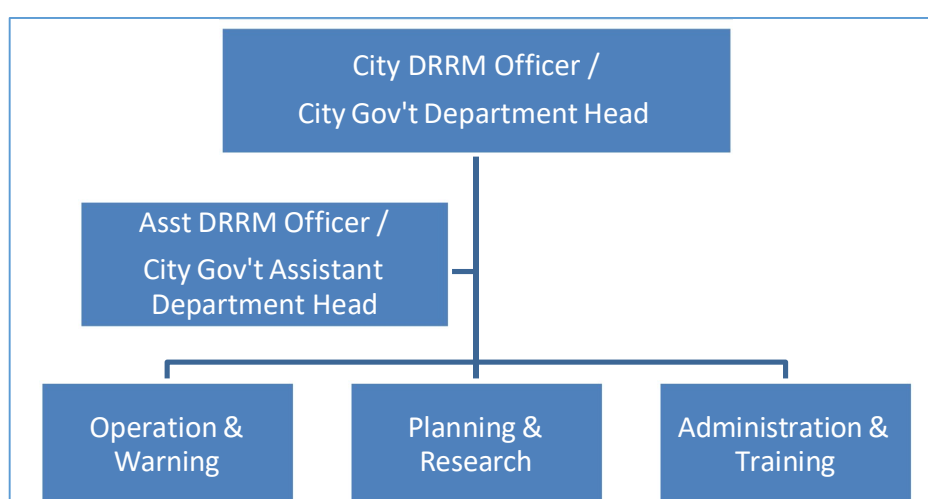 City DRRM Officer /
City Gov't Department Head
Asst DRRM Officer /
City Gov't Assistant
Department Head
Operation &
Warning
Planning &
Research
Administration &
Training